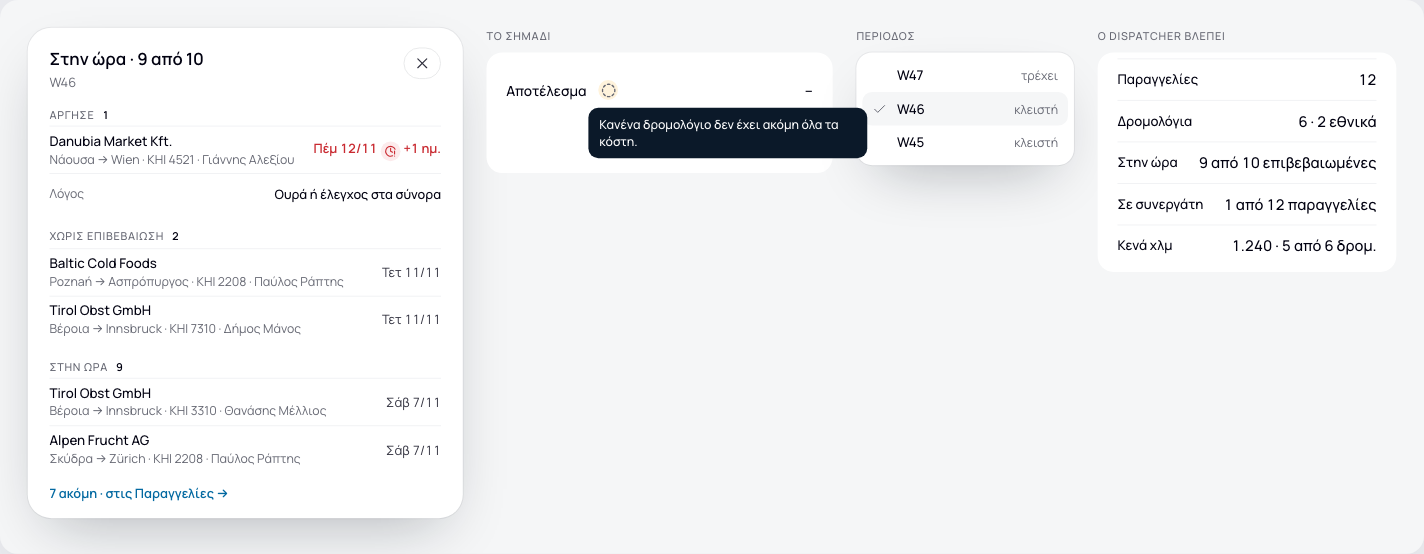 Στην ώρα · 9 από 10
W46
ΑΡΓΗΣΕ 1
Danubia Market Kft.
Νάουσα → Wien · ΚΗΙ 4521 · Γιάννης Αλεξίου
Πέμ 12/11 +1 ημ.
Λόγος Ουρά ή έλεγχος στα σύνορα
ΧΩΡΙΣ ΕΠΙΒΕΒΑΙΩΣΗ 2
Baltic Cold Foods
Poznań → Ασπρόπυργος · ΚΗΙ 2208 · Παύλος Ράπτης
Τετ 11/11
Tirol Obst GmbH
Βέροια → Innsbruck · ΚΗΙ 7310 · Δήμος Μάνος
Τετ 11/11
ΣΤΗΝ ΩΡΑ 9
Tirol Obst GmbH
Βέροια → Innsbruck · ΚΗΙ 3310 · Θανάσης Μέλλιος
Σάβ 7/11
Alpen Frucht AG
Σκύδρα → Zürich · ΚΗΙ 2208 · Παύλος Ράπτης
Σάβ 7/11
7 ακόμη · στις Παραγγελίες →
ΤΟ ΣΗΜΑΔΙ
Αποτέλεσμα –
Κανένα δρομολόγιο δεν έχει ακόμη όλα τα
κόστη.
ΠΕΡΙΟΔΟΣ
W47 τρέχει
W46 κλειστή
W45 κλειστή
Ο DISPATCHER ΒΛΕΠΕΙ
Παραγγελίες 12
Δρομολόγια 6 · 2 εθνικά
Στην ώρα 9 από 10 επιβεβαιωμένες
Σε συνεργάτη 1 από 12 παραγγελίες
Κενά χλμ 1.240 · 5 από 6 δρομ.